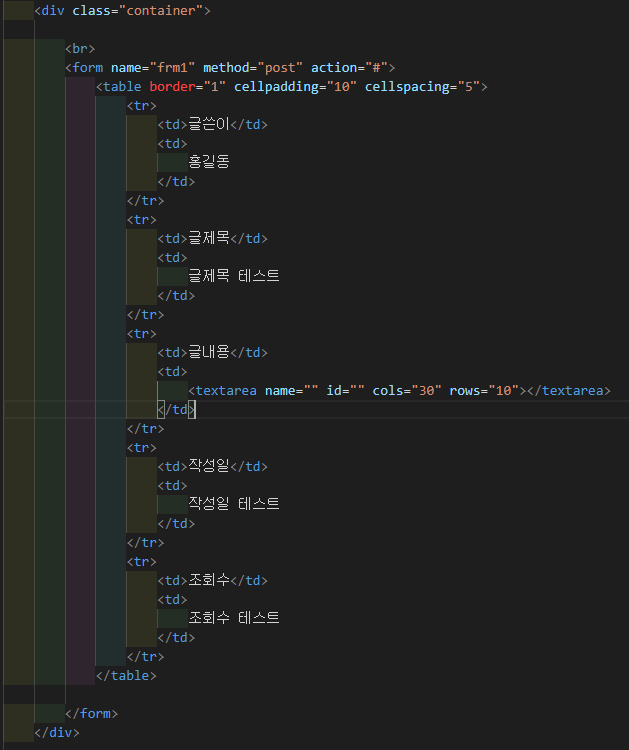 <div class="container">
<br>
<form name="frm1" method="post" action="#">
<table border="1" cellpadding="10" cellspacing="5">
<tr>
<td>글쓴이</td>
<td>
홍길동
</td>
</tr>
<tr>
<td>글제목</td>
<td>
글제목 테스트
</td>
</tr>
<tr>
<td>글내용</td>
<td>
<textarea name="" id="" cols="30" rows="10"></textarea>
</td>
</tr>
<tr>
<td>작성일</td>
<td>
작성일 테스트
</td>
</tr>
<tr>
<td>조회수</td>
<td>
조회수 테스트
</td>
</tr>
</table>
</form>
</div>